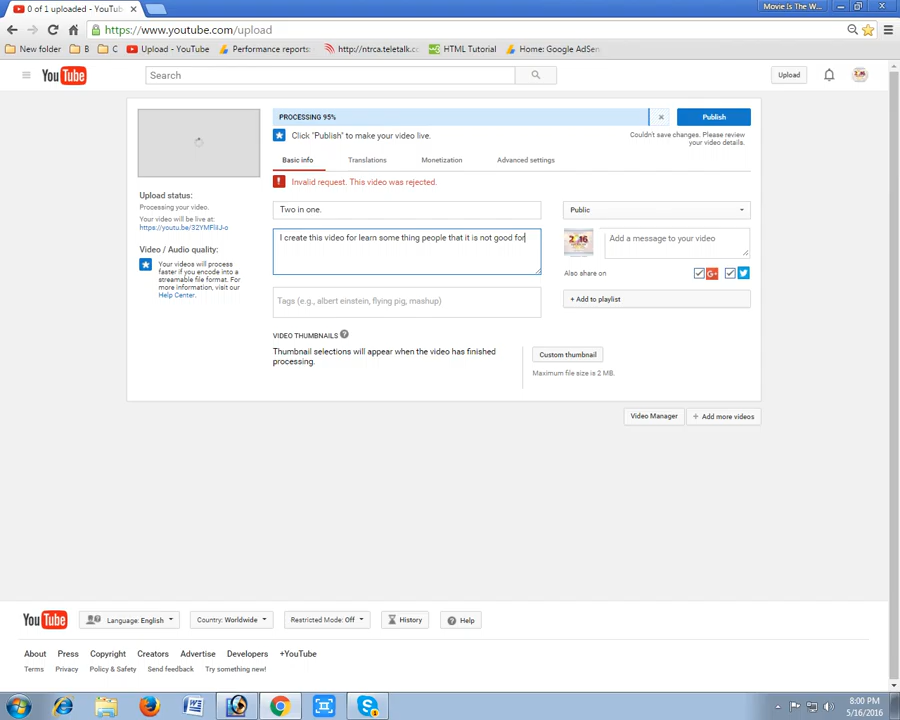 0 of 1 uploaded - YouTub
Movie Is The W...
https://www.youtube.com/upload
New folder
B
C
Upload - YouTube
Performance reports:
http://ntrca.teletalk.c
HTML Tutorial
Home: Google AdSen
YouTube
Search
Upload
PROCESSING 95%
Publish
Click "Publish" to make your video live.
Couldn't save changes. Please review
your video details.
Basic info
Translations
Monetization
Advanced settings
Invalid request. This video was rejected.
Upload status:
Processing your video.
Your video will be live at:
Two in one.
Public
I create this video for learn some thing people that it is not good for
Add a message to your video
Video / Audio quality:
Your videos will process
faster if you encode into a
streamable file format. For
more information, visit our
Help Center.
Also share on
Tags (e.g., albert einstein, flying pig, mashup)
+ Add to playlist
VIDEO THUMBNAILS
Thumbnail selections will appear when the video has finished
processing.
Custom thumbnail
Maximum file size is 2 MB.
Video Manager
+ Add more videos
YouTube
Language: English
Country: Worldwide
Restricted Mode: Off
History
Help
About
Press
Copyright
Creators
Advertise
Developers
+YouTube
Terms
Privacy
Policy & Safety
Send feedback
Try something new!
8:00 PM
5/16/2016